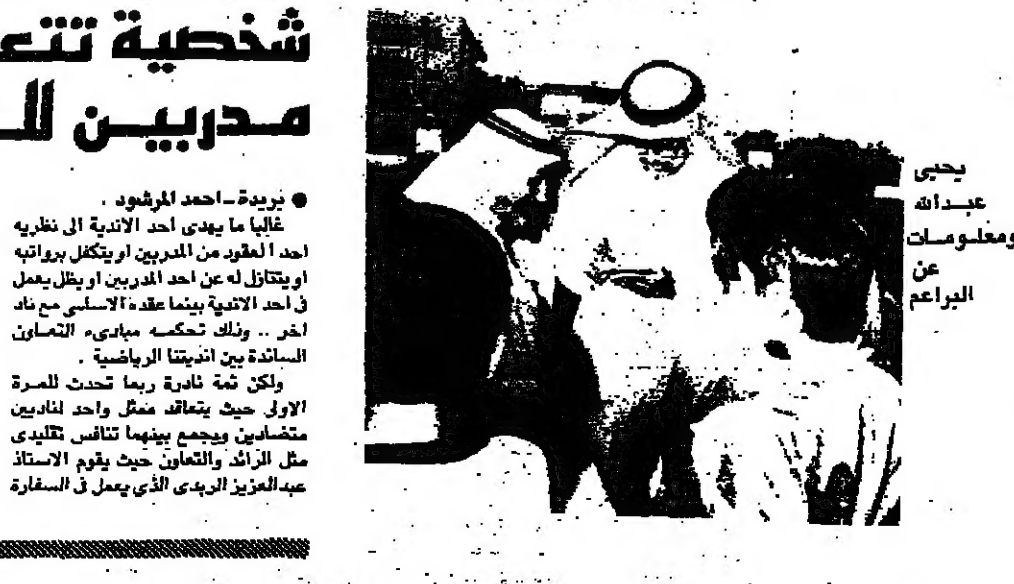 شخصية تتع
مدربين للـ
● بريدة ـ احمد المرشود .
غالبا ما يهدى احد الاندية الى نظريه
احد العقود من المدربين او يتكفل برواتبه
او يتنازل له عن احد المدربين او يظل يعمل
في احد الاندية بينما عقده الاساسى مع ناد
اخر .. وذلك تحكمه مبادىء التعاون
السائدة بين انديتنا الرياضية .
ولكن ثمة نادرة ربما تحدث للمرة
الاولى حيث يتعاقد ممثل واحد لناديين
متضادين ويجمع بينهما تنافس تقليدى
مثل الرائد والتعاون حيث يقوم الاستاذ
عبدالعزيز الربدى الذي يعمل في السفارة
يحيى
عبدالله
ومعلومات
عن
البراعم